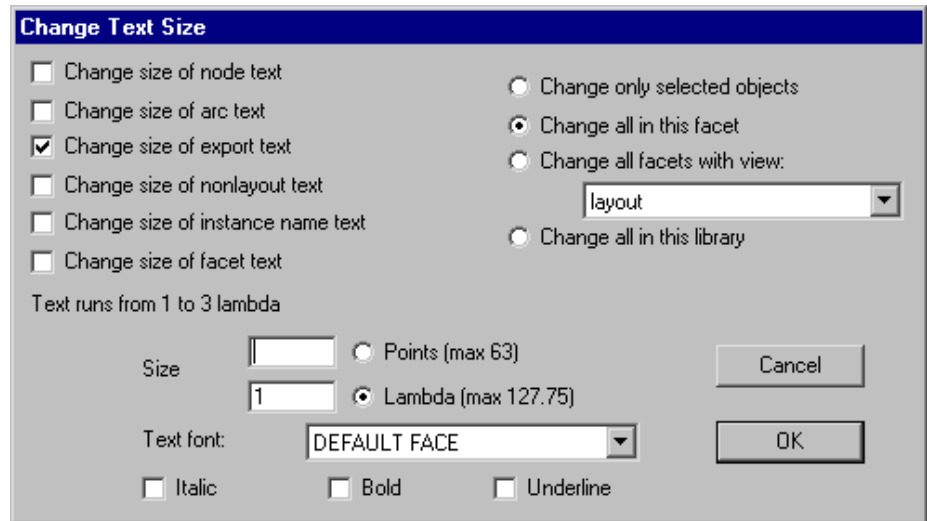 Change Text Size
Change size of node text
Change size of arc text
Change size of export text
Change size of nonlayout text
Change size of instance name text
Change size of facet text
Change only selected objects
Change all in this facet
Change all facets with view:
layout
Change all in this library
Text runs from 1 to 3 lambda
Size
Points (max 63)
1 Lambda (max 127.75)
Text font: DEFAULT FACE
Italic Bold Underline
Cancel
OK